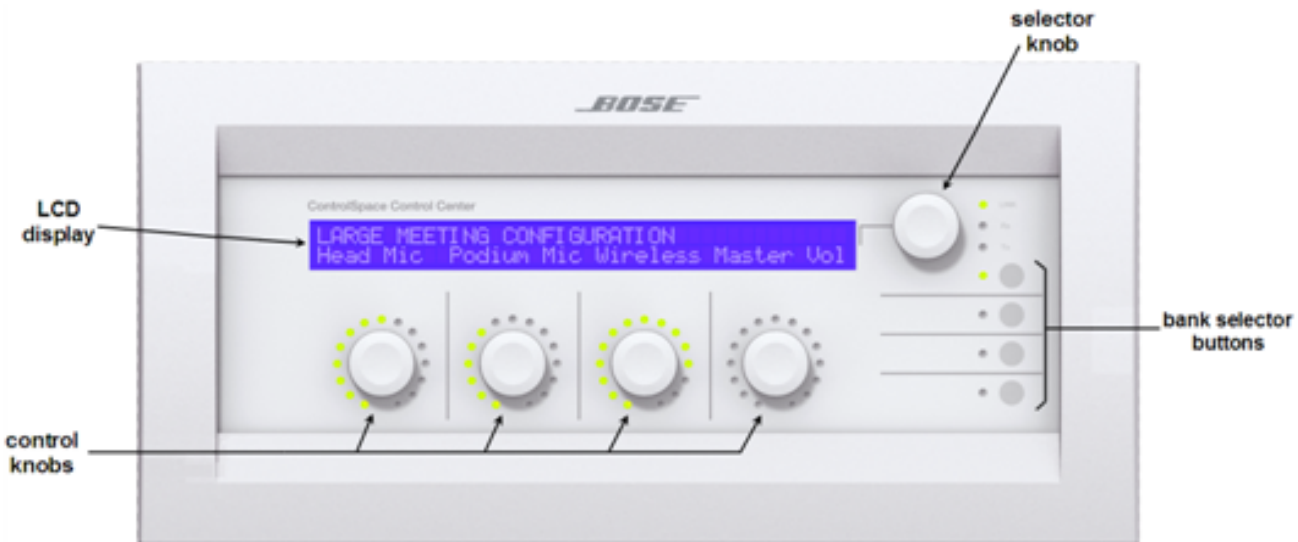 selector
knob
BOSE
LCD
display
ControlSpace Control Center
LARGE MEETING CONFIGURATION
Head Mic Podium Mic Wireless Master Vol
bank selector
buttons
control
knobs